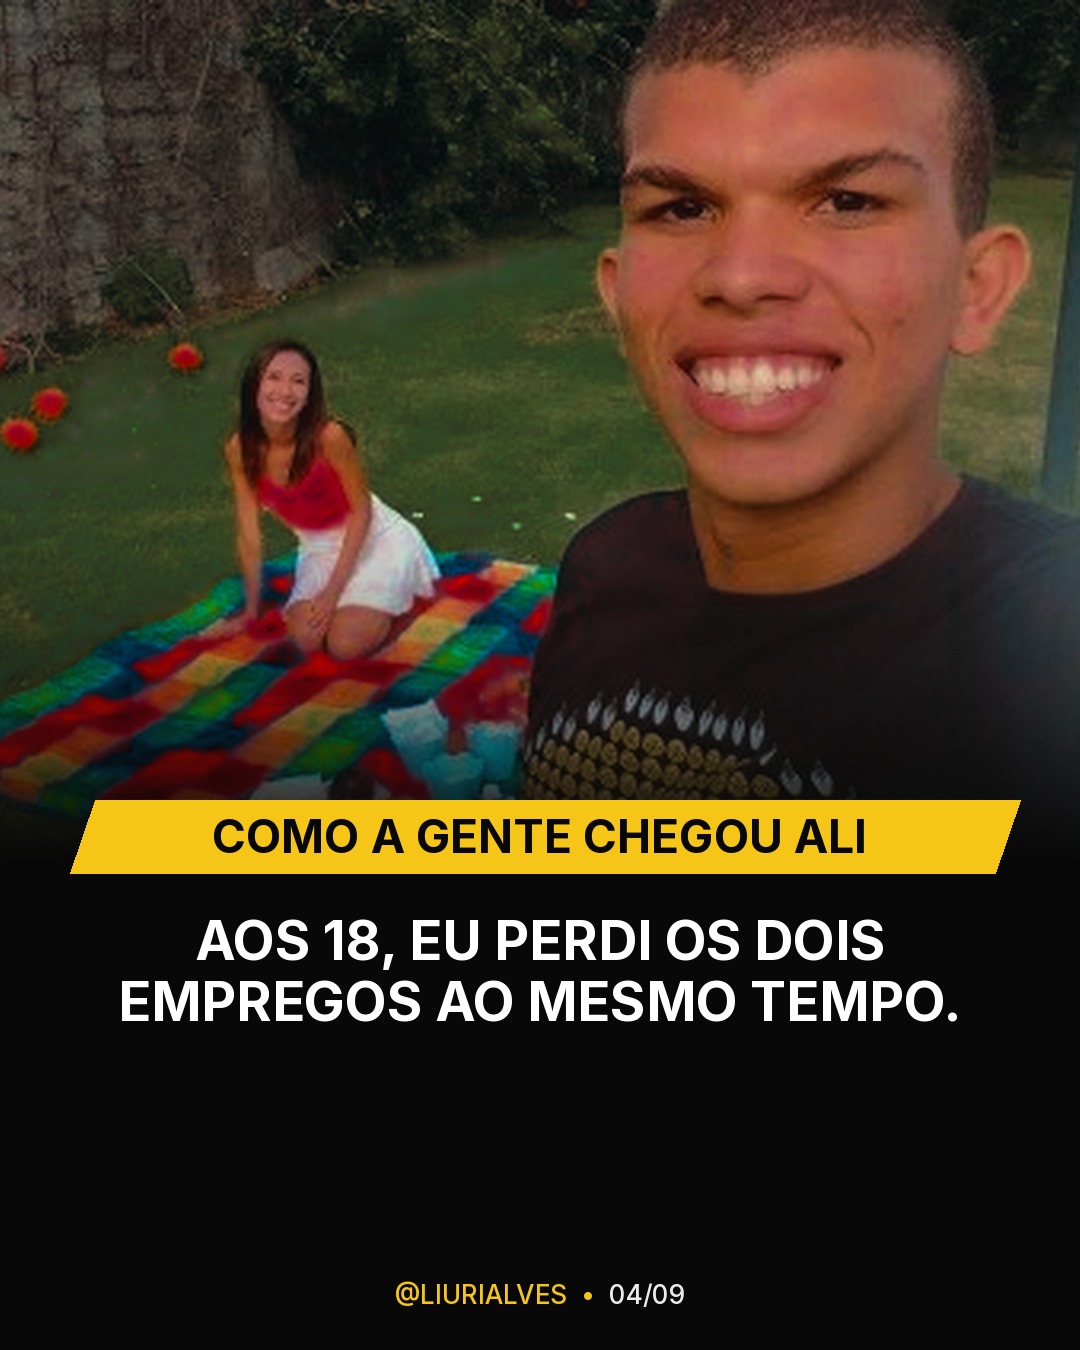 COMO A GENTE CHEGOU ALI
AOS 18, EU PERDI OS DOIS
EMPREGOS AO MESMO TEMPO.
@LIURIALVES • 04/09